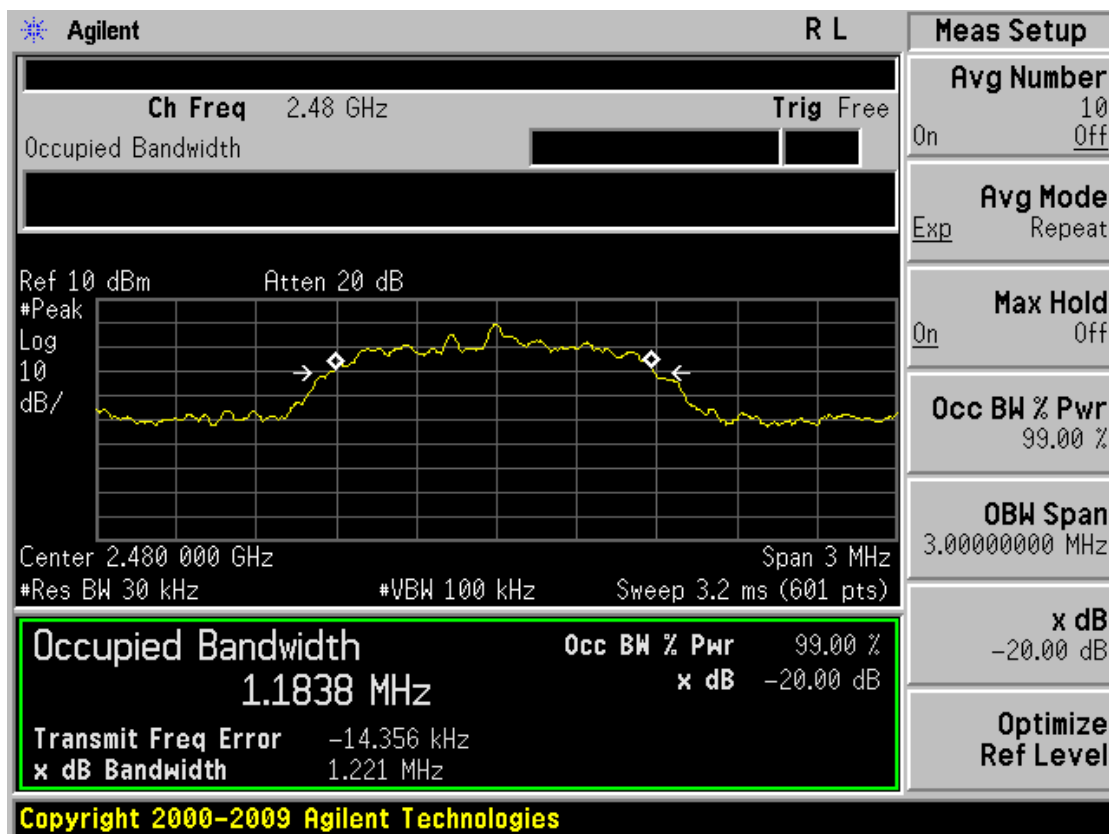 Agilent R L
Ch Freq 2.48 GHz Trig Free
Occupied Bandwidth
Ref 10 dBm Atten 20 dB
#Peak
Log
10
dB/
Center 2.480 000 GHz Span 3 MHz
#Res BW 30 kHz #VBW 100 kHz Sweep 3.2 ms (601 pts)
Occupied Bandwidth Occ BW % Pwr 99.00 %
1.1838 MHz x dB -20.00 dB
Transmit Freq Error -14.356 kHz
x dB Bandwidth 1.221 MHz
Copyright 2000-2009 Agilent Technologies
Meas Setup
Avg Number
10
On Off
Avg Mode
Exp Repeat
Max Hold
On Off
Occ BW % Pwr
99.00 %
OBW Span
3.00000000 MHz
x dB
-20.00 dB
Optimize
Ref Level